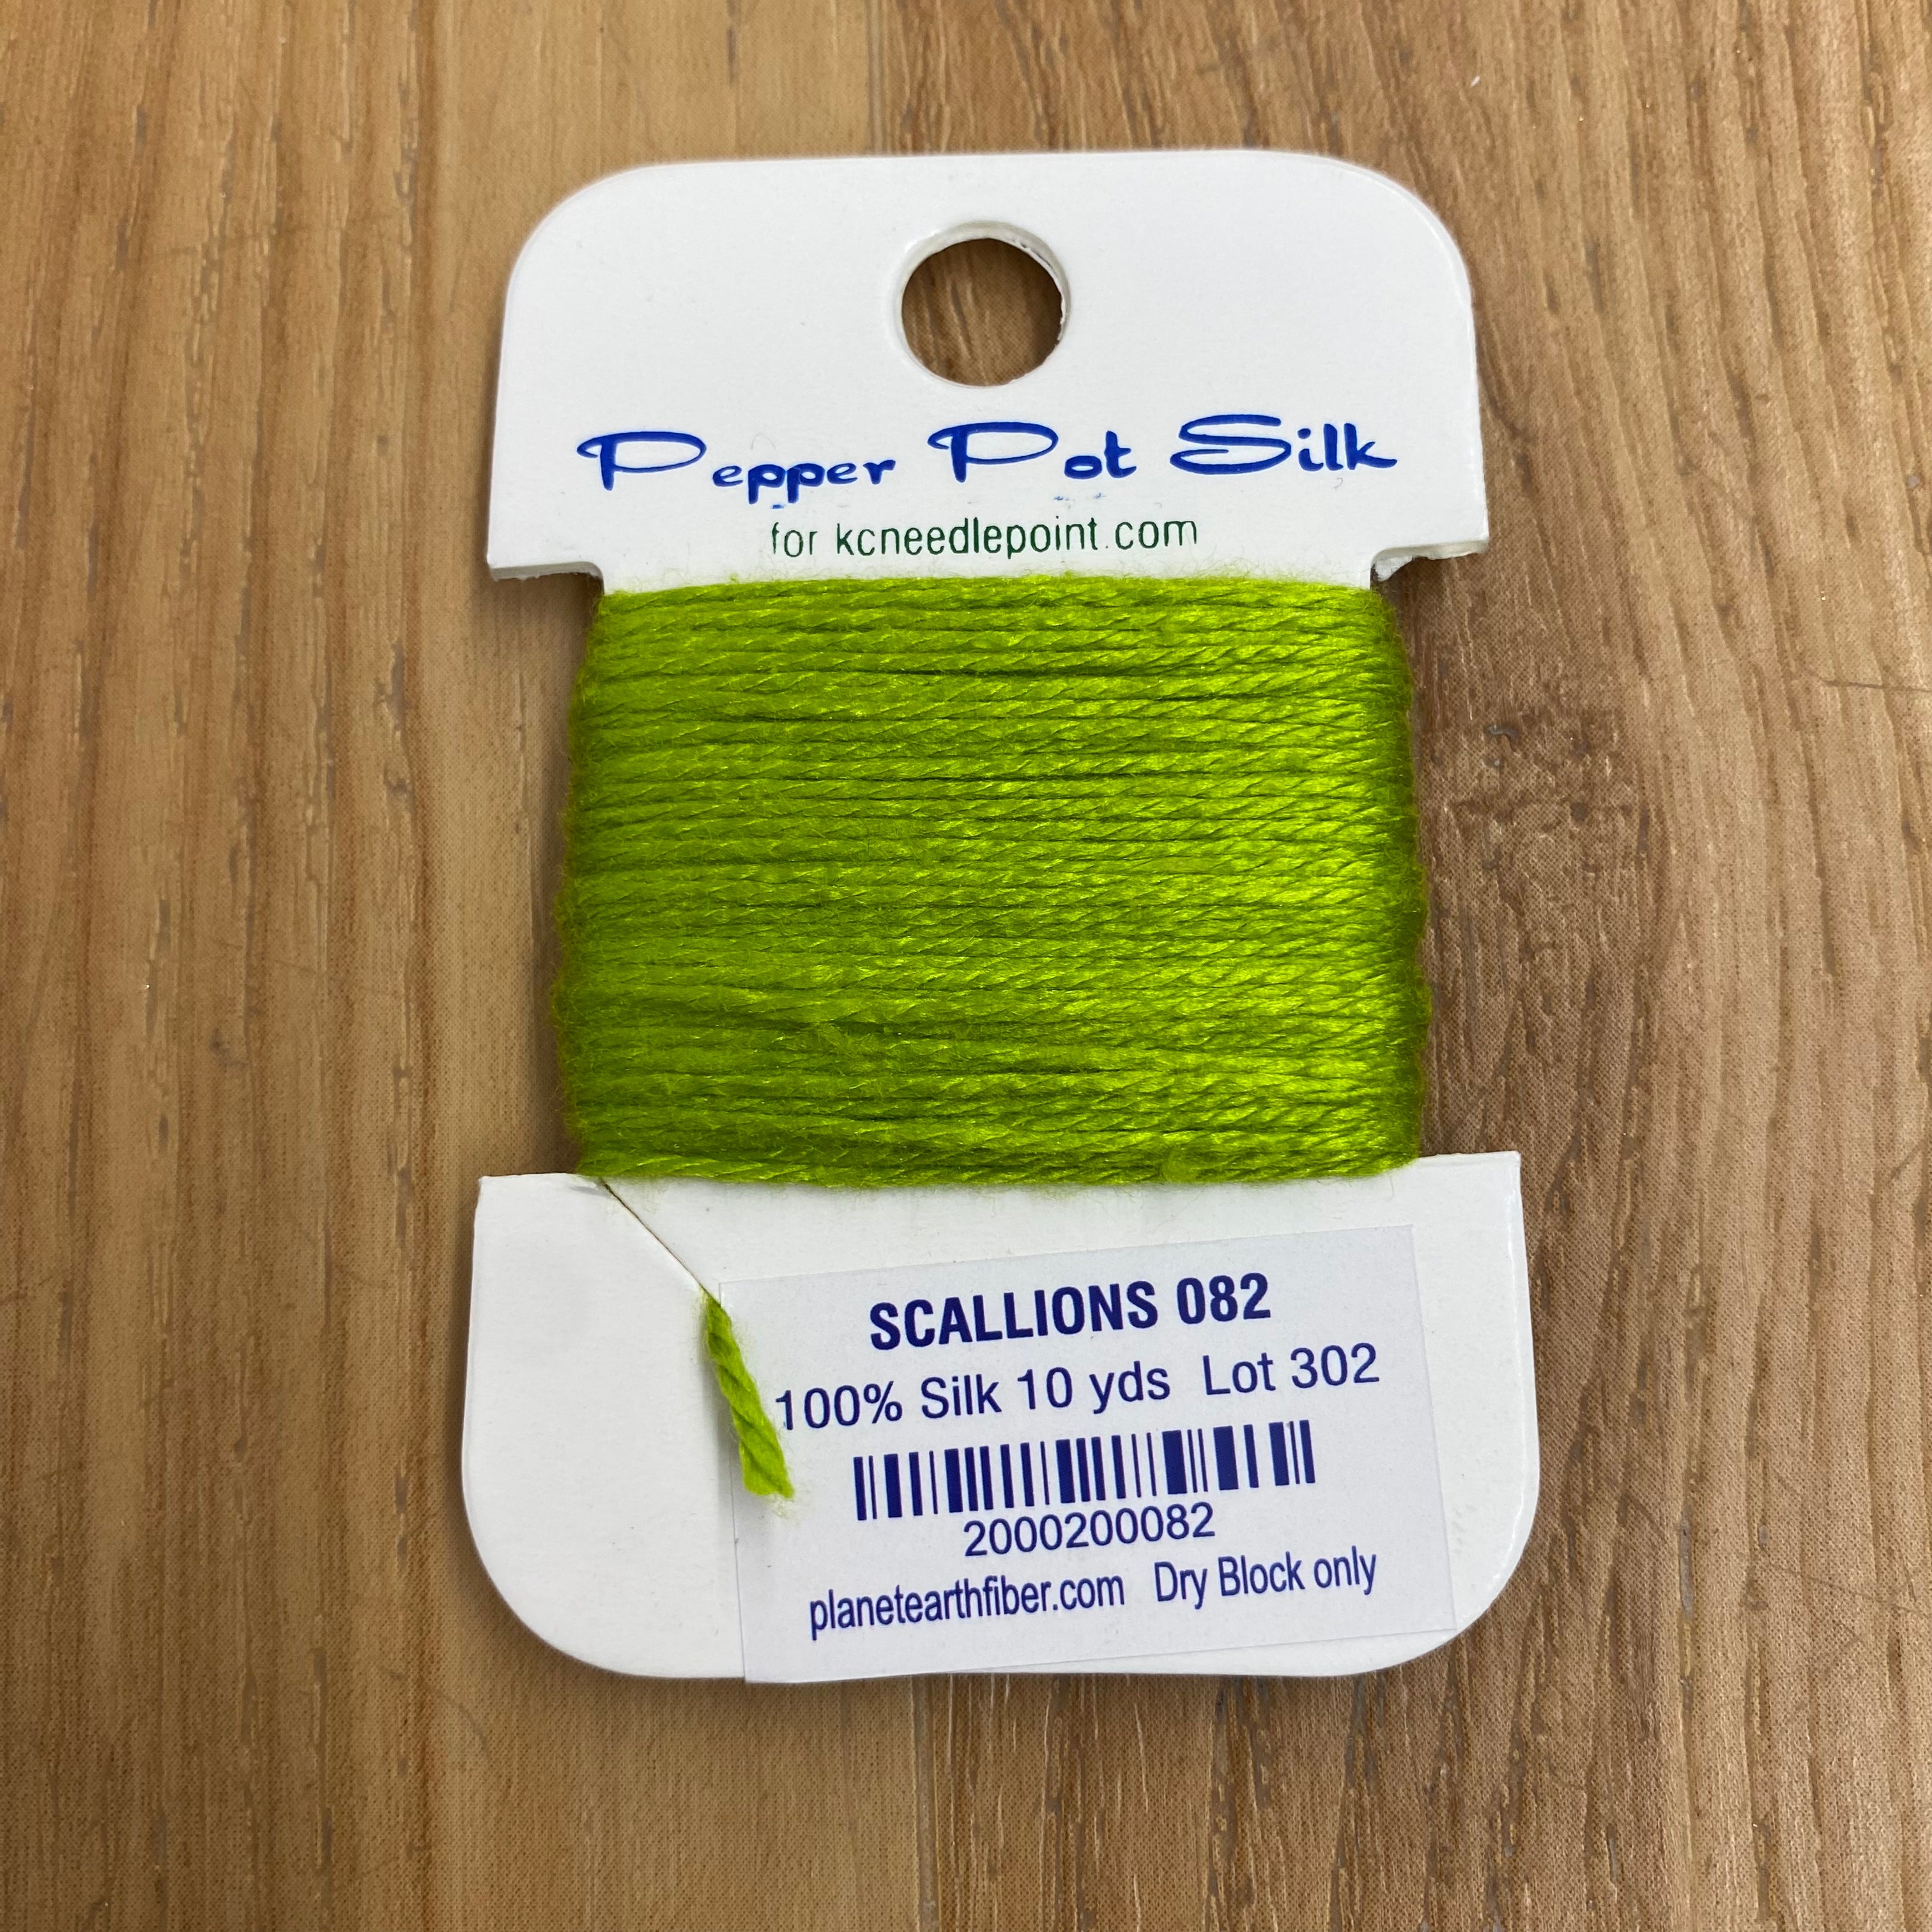 Pepper Pot Silk
for kcneedlepoint.com
SCALLIONS 082
100% Silk 10 yds Lot 302
2000200082
planetearthfiber.com Dry Block only